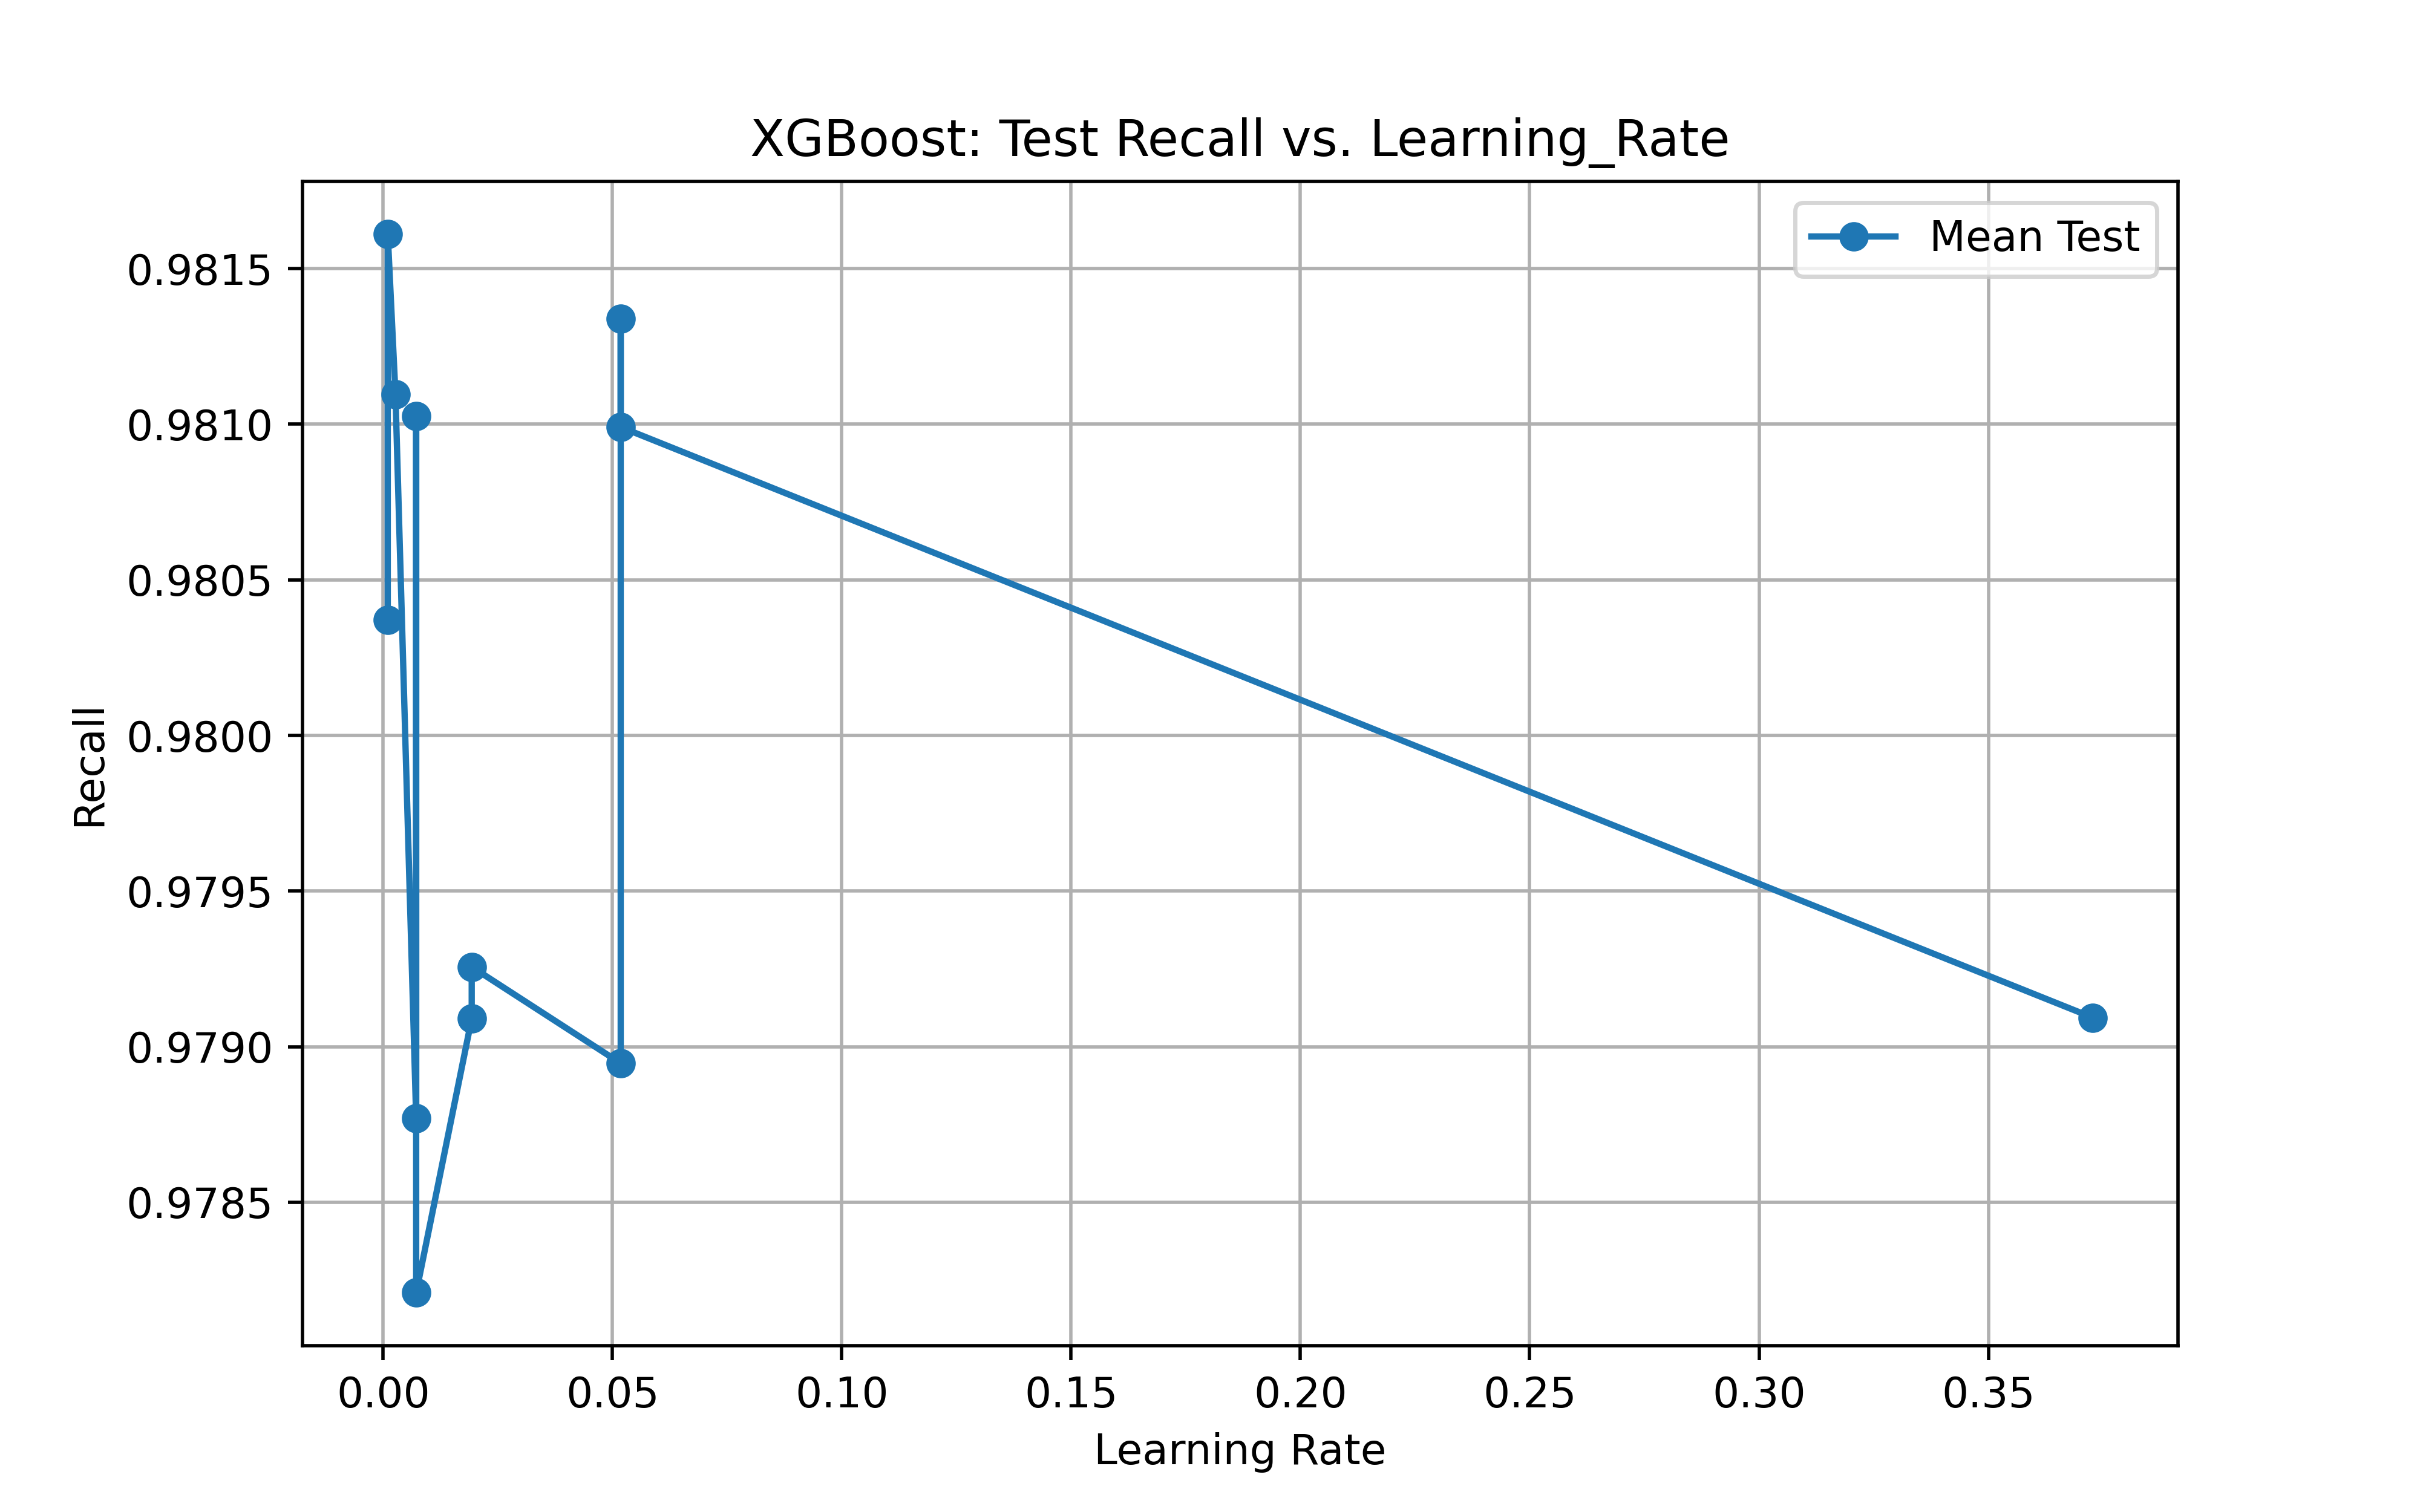 XGBoost: Test Recall vs. Learning_Rate
Mean Test
0.9815
0.9810
0.9805
0.9800
0.9795
0.9790
0.9785
Recall
0.00 0.05 0.10 0.15 0.20 0.25 0.30 0.35
Learning Rate